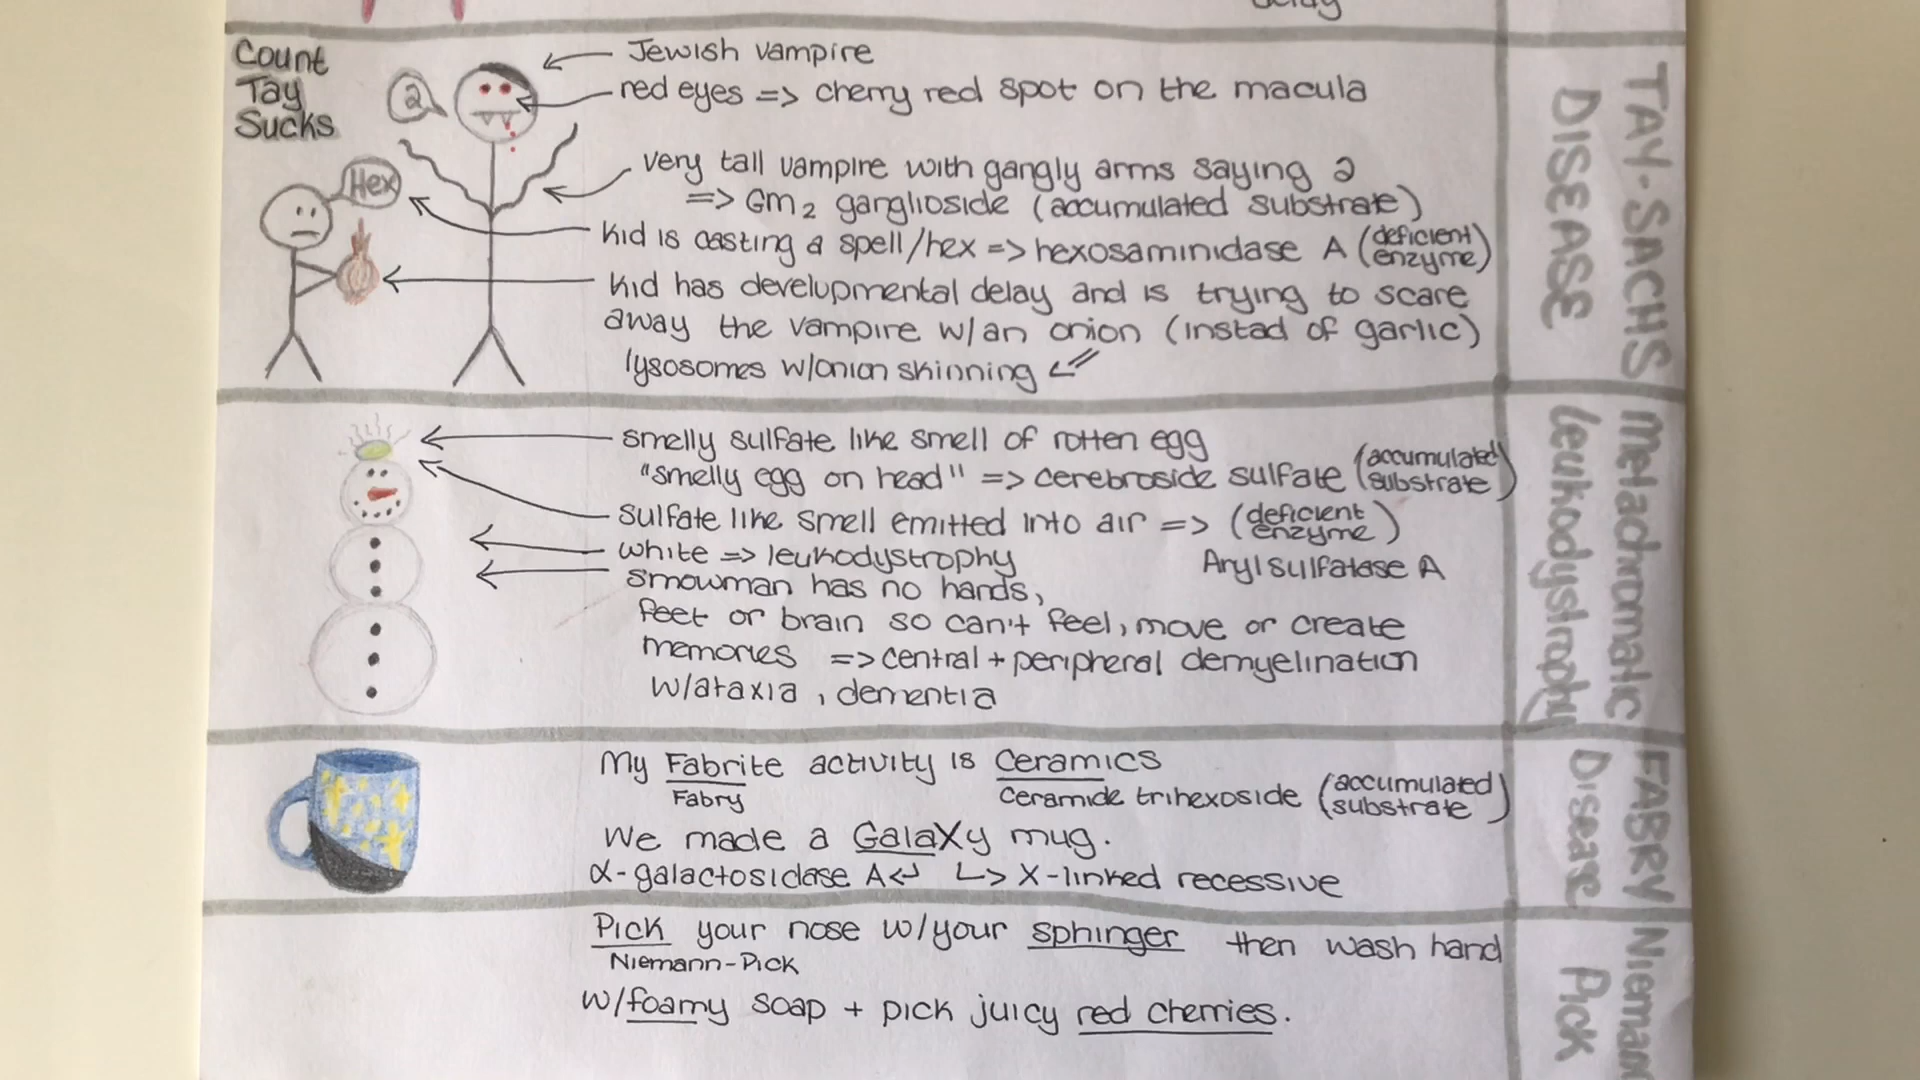 delay
Count
Tay
Sucks
2
Hex
Jewish vampire
red eyes => cherry red spot on the macula
very tall vampire with gangly arms saying 2
=> GM2 ganglioside (accumulated substrate)
kid is casting a spell/hex => hexosaminidase A (deficient enzyme)
kid has developmental delay and is trying to scare
away the vampire w/an onion (instad of garlic)
lysosomes w/onion skinning
TAY-SACHS
DISEASE
smelly sulfate like smell of rotten egg
"smelly egg on head" => cerebroside sulfate (accumulated substrate)
sulfate like smell emitted into air => (deficient enzyme)
Arylsulfatase A
white => leukodystrophy
smowman has no hands,
feet or brain so can't feel, move or create
memories => central + peripheral demyelination
w/ataxia, dementia
Metachromatic
leukodystrophy
My Fabrite activity is Ceramics
Fabry
Ceramide trihexoside (accumulated substrate)
We made a GalaXy mug.
α-galactosidase A ↵ ↳ X-linked recessive
FABRY
Disease
Pick your nose w/your sphinger then wash hand
Niemann-Pick
w/foamy soap + pick juicy red cherries.
Niemann
Pick